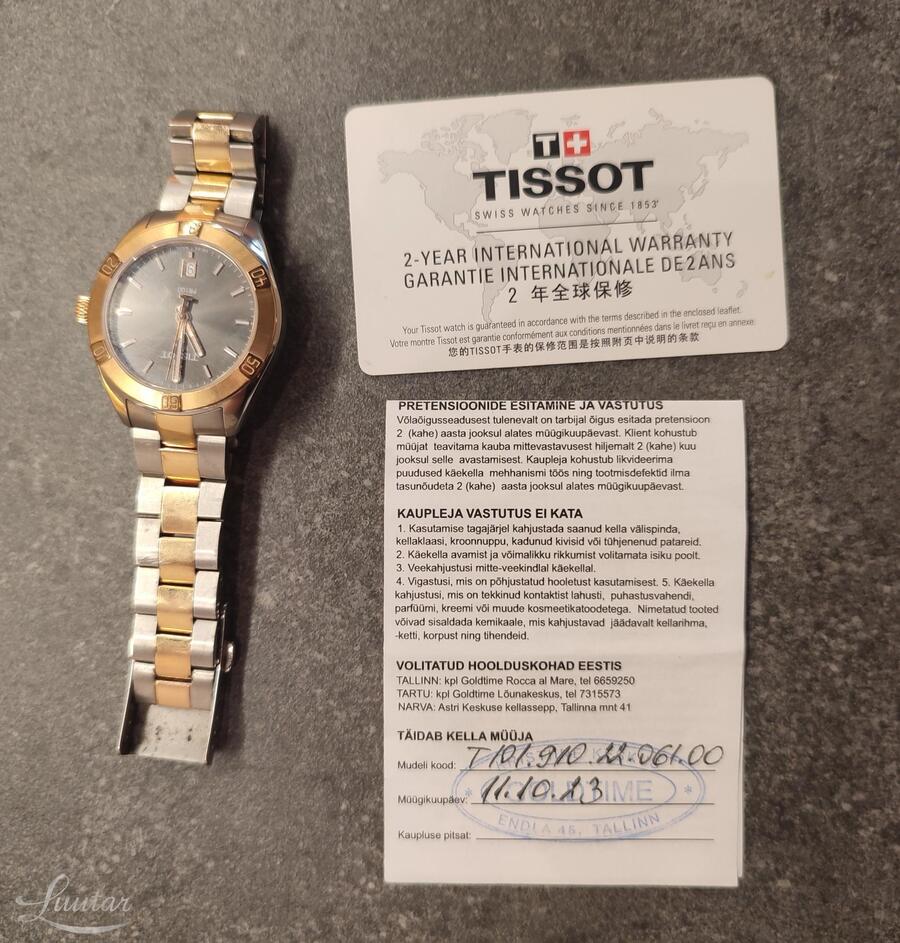 TISSOT
PR100
6
02
04
10
50
T+
TISSOT
SWISS WATCHES SINCE 1853
2-YEAR INTERNATIONAL WARRANTY
GARANTIE INTERNATIONALE DE2ANS
2 年全球保修
Your Tissot watch is guaranteed in accordance with the terms described in the enclosed leaflet.
Votre montre Tissot est garantie conformément aux conditions mentionnées dans le livret reçu en annexe.
您的TISSOT手表的保修范围是按照附页中说明的条款
PRETENSIOONIDE ESITAMINE JA VASTUTUS
Võlaõigusseadusest tulenevalt on tarbijal õigus esitada pretensioon
2 (kahe) aasta jooksul alates müügikuupäevast. Klient kohustub
müüjat teavitama kauba mittevastavusest hiljemalt 2 (kahe) kuu
jooksul selle avastamisest. Kaupleja kohustub likvideerima
puudused käekella mehhanismi töös ning tootmisdefektid ilma
tasunõudeta 2 (kahe) aasta jooksul alates müügikuupäevast.
KAUPLEJA VASTUTUS EI KATA
1. Kasutamise tagajärjel kahjustada saanud kella välispinda,
kellaklaasi, kroonnuppu, kadunud kivisid või tühjenenud patareid.
2. Käekella avamist ja võimalikku rikkumist volitamata isiku poolt.
3. Veekahjustusi mitte-veekindlal käekellal.
4. Vigastusi, mis on põhjustatud hooletust kasutamisest. 5. Käekella
kahjustusi, mis on tekkinud kontaktist lahusti, puhastusvahendi,
parfüümi, kreemi või muude kosmeetikatoodetega. Nimetatud tooted
võivad sisaldada kemikaale, mis kahjustavad jäädavalt kellarihma,
-ketti, korpust ning tihendeid.
VOLITATUD HOOLDUSKOHAD EESTIS
TALLINN: kpl Goldtime Rocca al Mare, tel 6659250
TARTU: kpl Goldtime Lõunakeskus, tel 7315573
NARVA: Astri Keskuse kellassepp, Tallinna mnt 41
TÄIDAB KELLA MÜÜJA
Mudeli kood: T101.910.22.061.00
Müügikuupäev: 11.10.23
GOLDTIME
ENDLA 45, TALLINN
Kaupluse pitsat:
Luutar